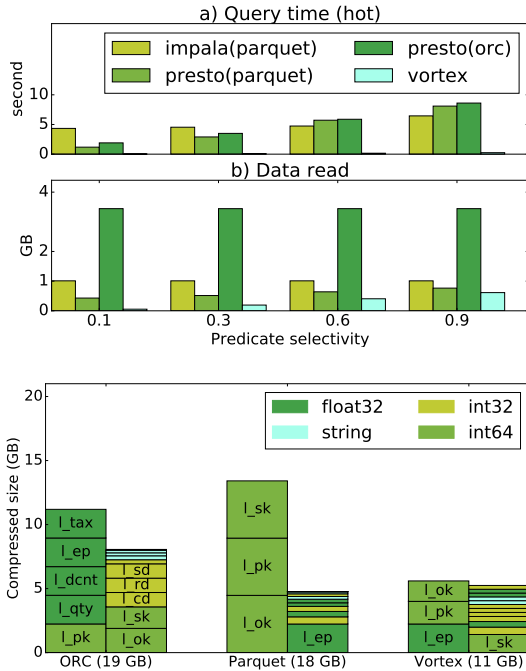 a) Query time (hot)
impala(parquet)
presto(orc)
presto(parquet)
vortex
second
10
5
0
b) Data read
GB
4
2
1
0
0.1
0.3
0.6
0.9
Predicate selectivity
Compressed size (GB)
20
15
10
5
0
float32
int32
string
int64
l_tax
l_ep
l_dcnt
l_qty
l_pk
l_sd
l_rd
l_cd
l_sk
l_ok
l_sk
l_pk
l_ok
l_ep
l_ok
l_pk
l_ep
l_sk
ORC (19 GB)
Parquet (18 GB)
Vortex (11 GB)